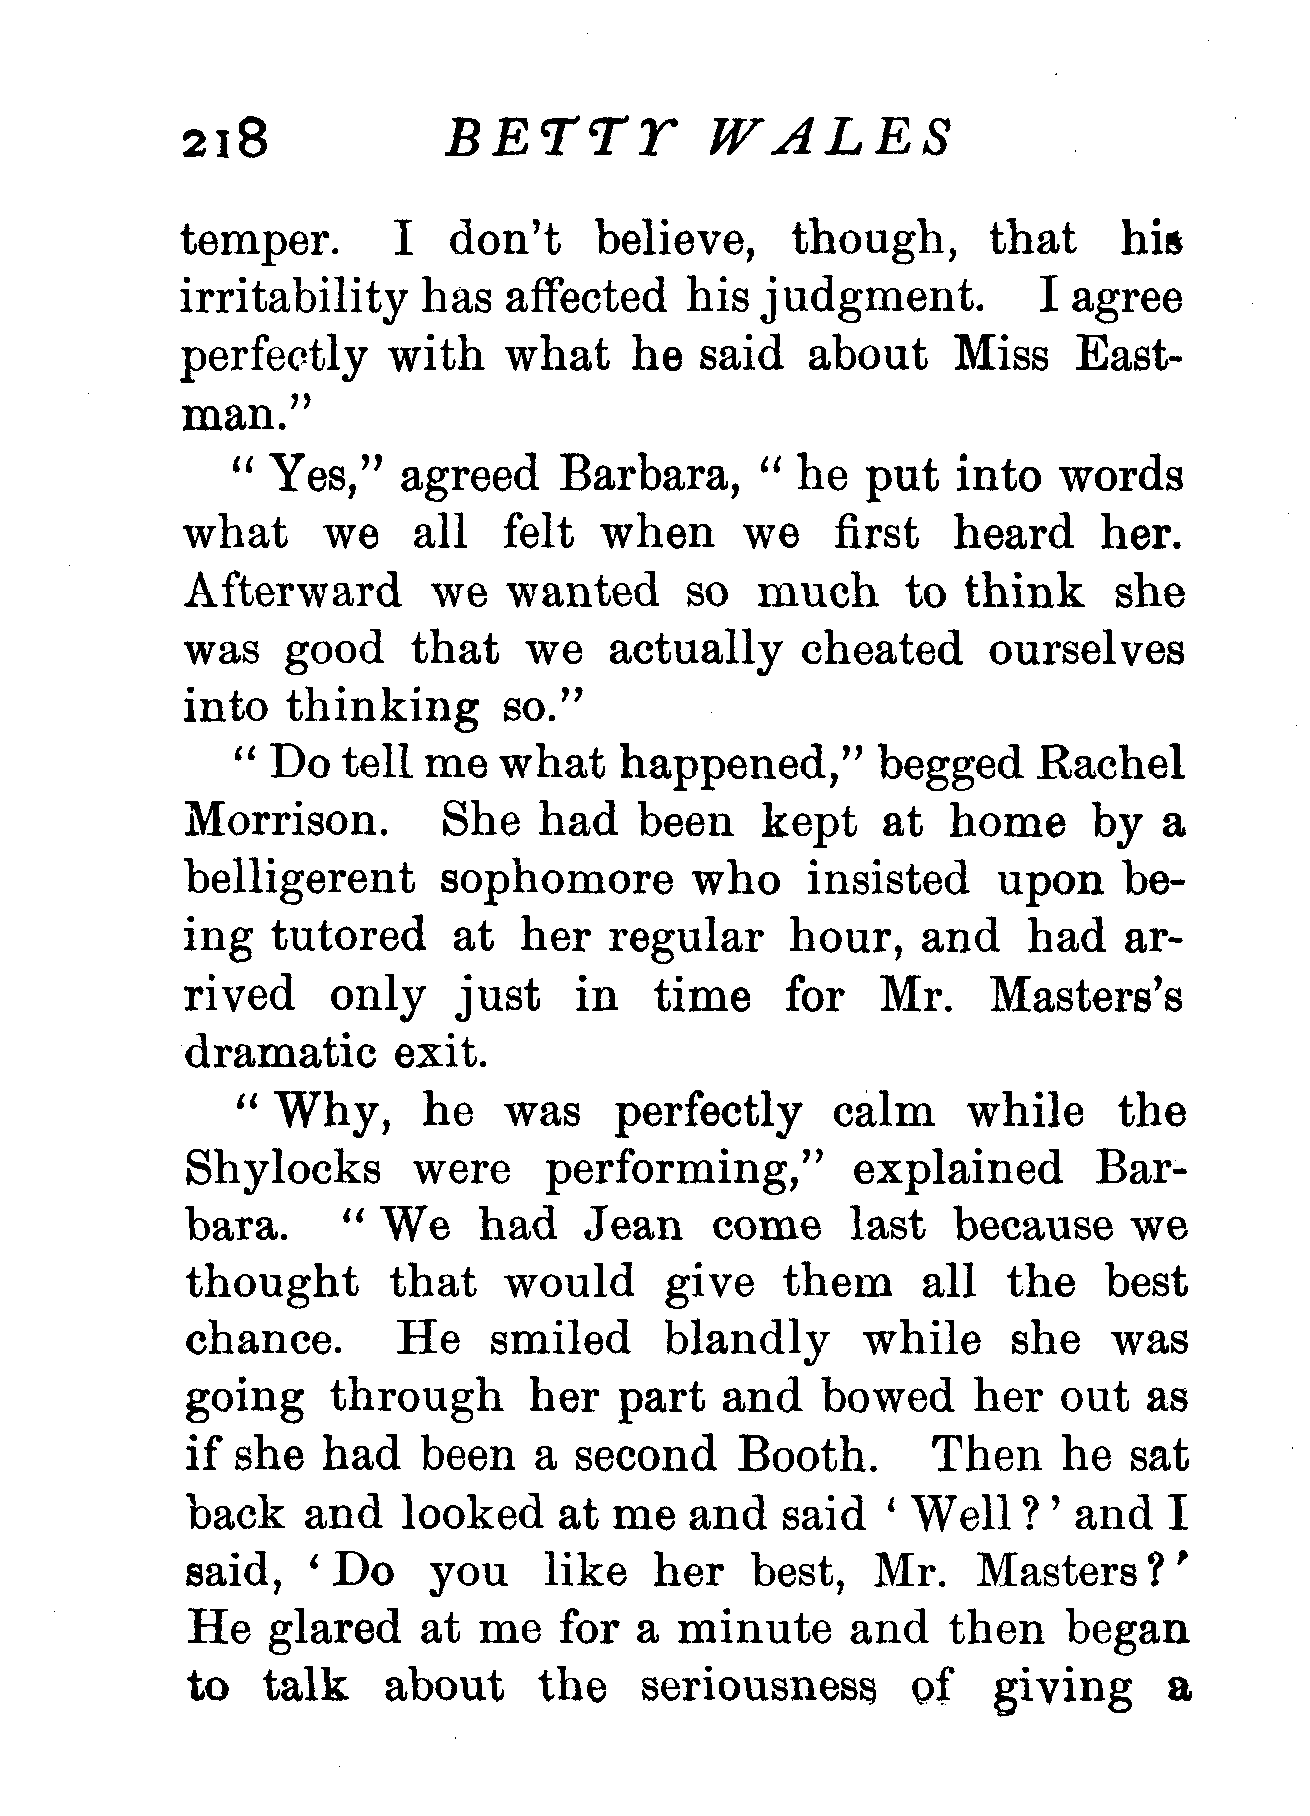 218 BETTY WALES
temper. I don't believe, though, that his
irritability has affected his judgment. I agree
perfectly with what he said about Miss East-
man."
" Yes," agreed Barbara, " he put into words
what we all felt when we first heard her.
Afterward we wanted so much to think she
was good that we actually cheated ourselves
into thinking so."
" Do tell me what happened," begged Rachel
Morrison. She had been kept at home by a
belligerent sophomore who insisted upon be-
ing tutored at her regular hour, and had ar-
rived only just in time for Mr. Masters's
dramatic exit.
" Why, he was perfectly calm while the
Shylocks were performing," explained Bar-
bara. " We had Jean come last because we
thought that would give them all the best
chance. He smiled blandly while she was
going through her part and bowed her out as
if she had been a second Booth. Then he sat
back and looked at me and said ' Well ? ' and I
said, ' Do you like her best, Mr. Masters ? '
He glared at me for a minute and then began
to talk about the seriousness of giving a